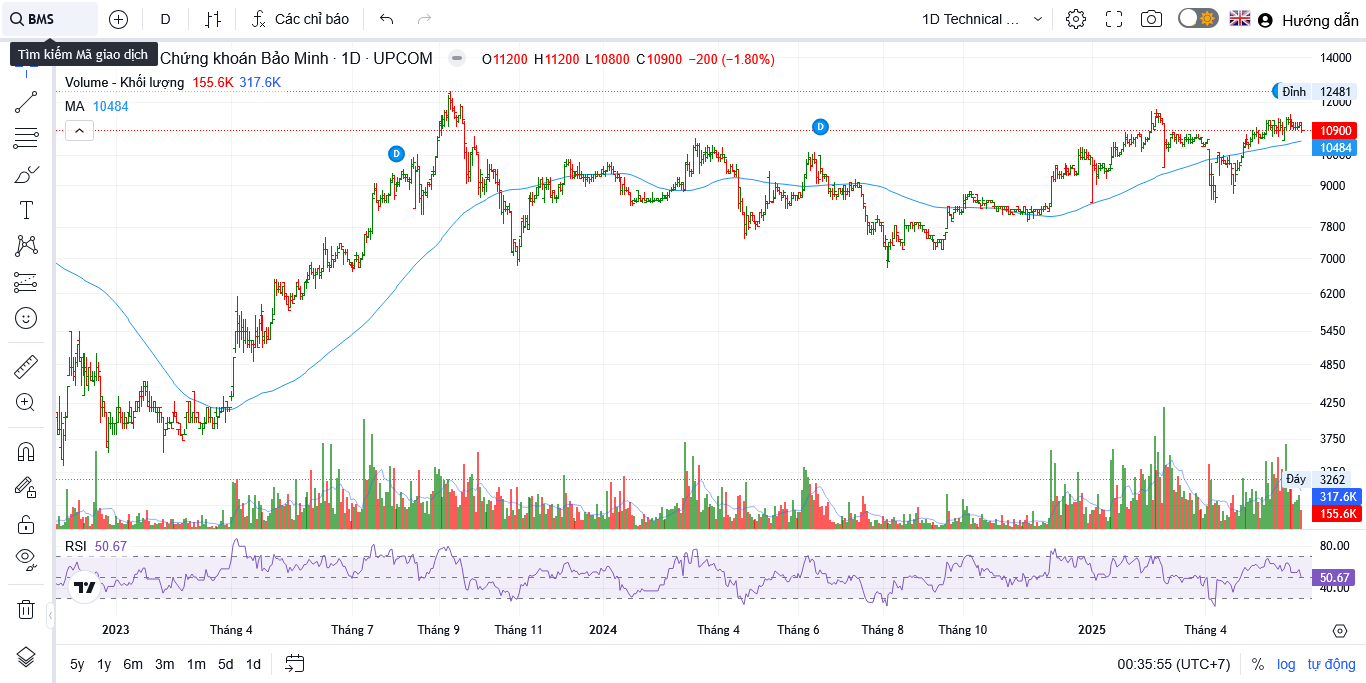 BMS D Các chỉ báo 1D Technical ... Hướng dẫn
Tìm kiếm Mã giao dịch
Chứng khoán Bảo Minh · 1D · UPCOM O11200 H11200 L10800 C10900 −200 (−1.80%)
Volume - Khối lượng 155.6K 317.6K
MA 10484
14000
Đỉnh 12481
12000
D
D
10900
10484
10000
9000
7800
7000
6200
5450
4850
4250
3750
3250
Đáy 3262
317.6K
155.6K
RSI 50.67
80.00
50.67
40.00
2023 Tháng 4 Tháng 7 Tháng 9 Tháng 11 2024 Tháng 4 Tháng 6 Tháng 8 Tháng 10 2025 Tháng 4
5y 1y 6m 3m 1m 5d 1d 00:35:55 (UTC+7) % log tự động